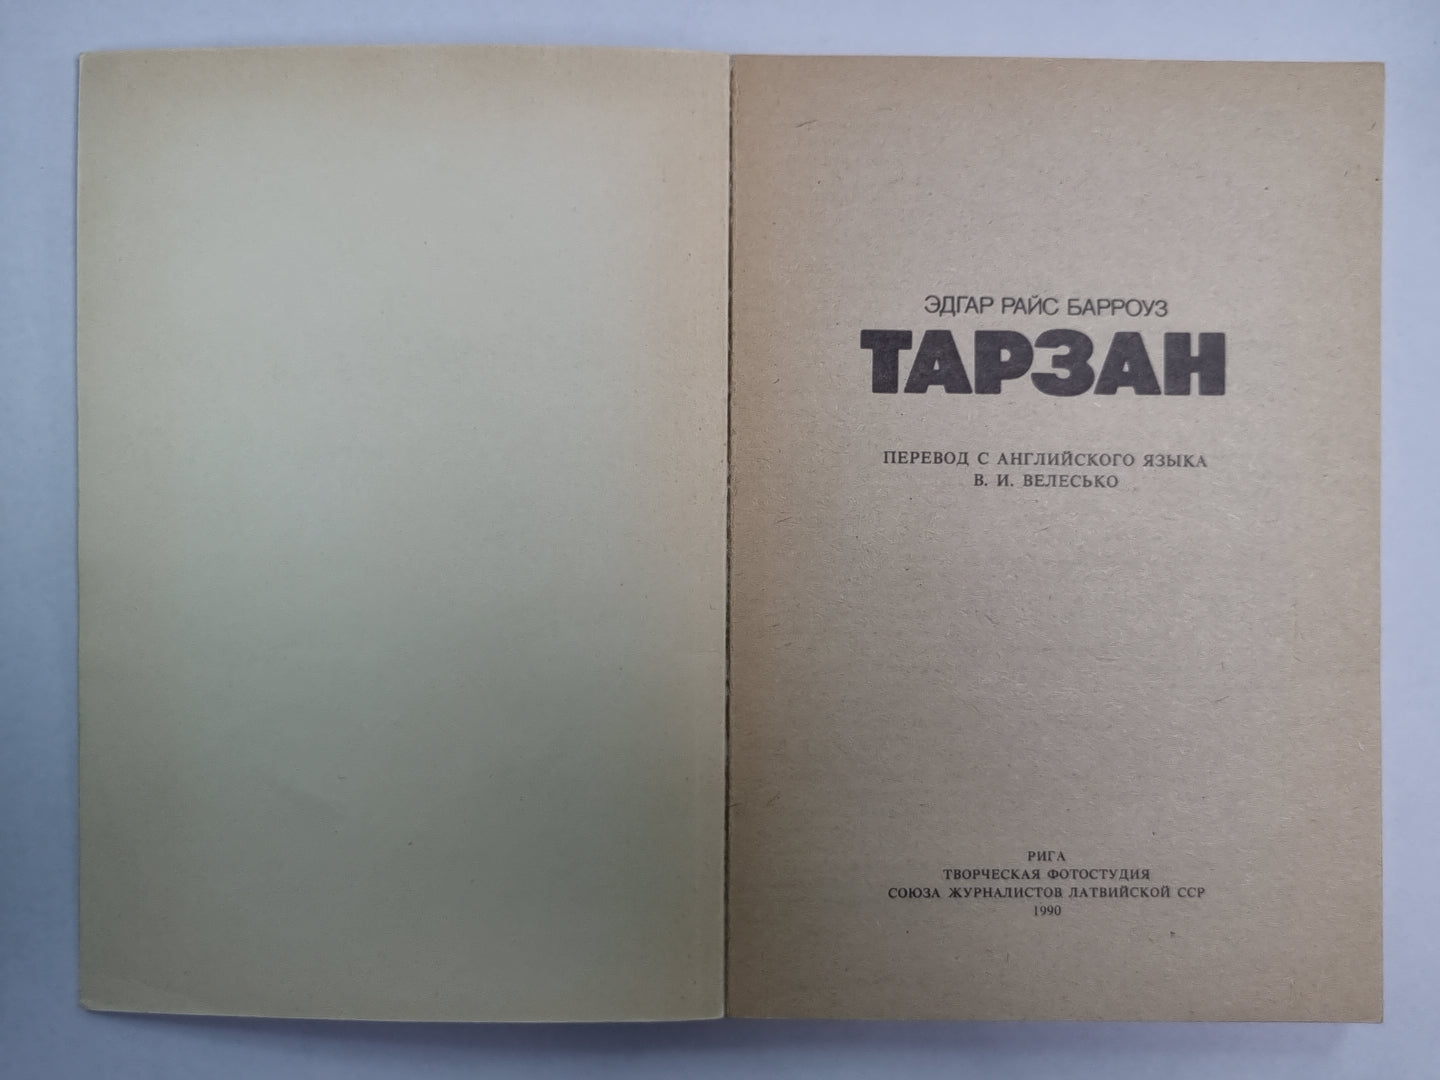 ЭДГАР РАЙС БАРРОУЗ
ТАРЗАН
ПЕРЕВОД С АНГЛИЙСКОГО ЯЗЫКА
В. И. ВЕЛЕСЬКО
РИГА
ТВОРЧЕСКАЯ ФОТОСТУДИЯ
СОЮЗА ЖУРНАЛИСТОВ ЛАТВИЙСКОЙ ССР
1990